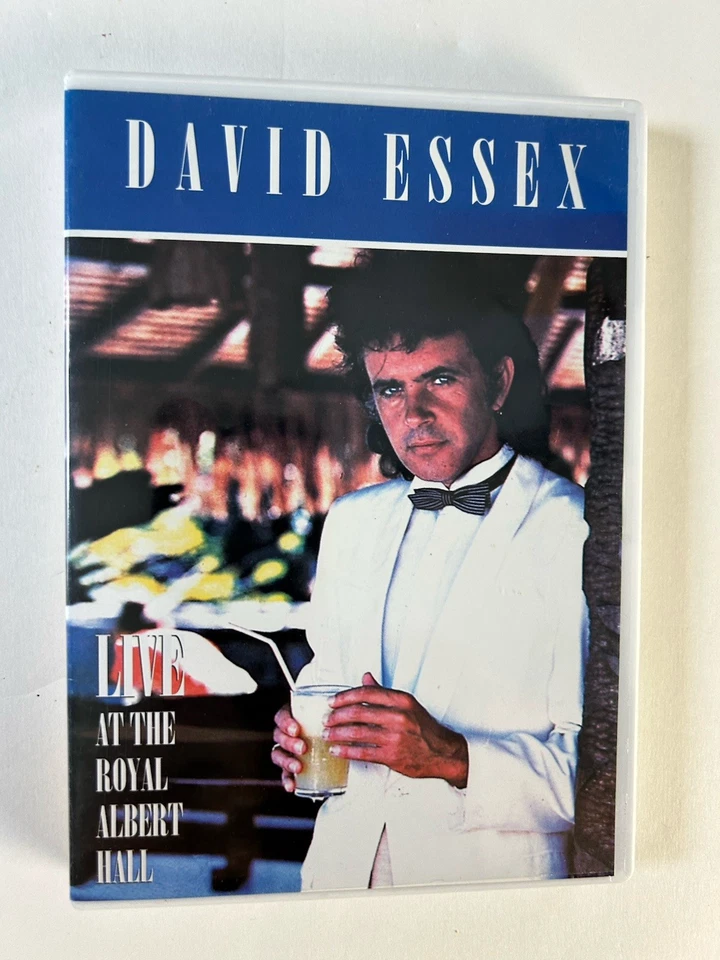 DAVID ESSEX
LIVE
AT THE
ROYAL
ALBERT
HALL